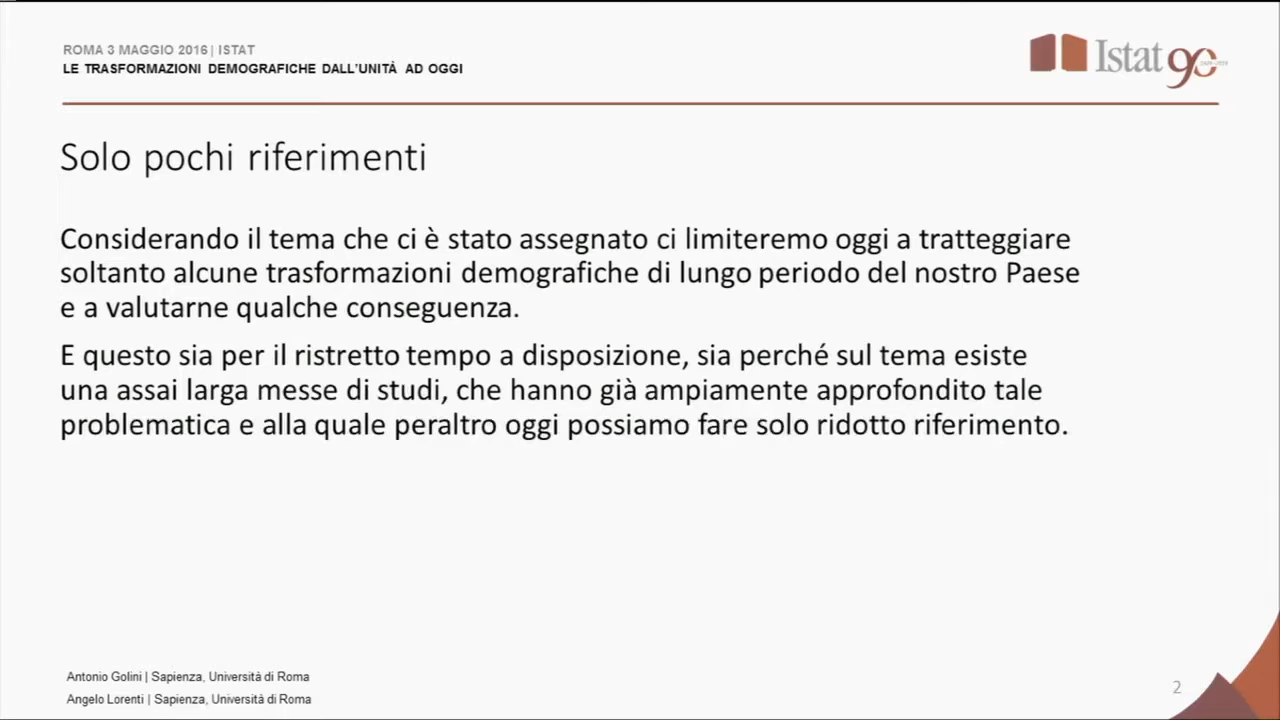 ROMA 3 MAGGIO 2016 | ISTAT
LE TRASFORMAZIONI DEMOGRAFICHE DALL'UNITÀ AD OGGI
Istat 90
Solo pochi riferimenti
Considerando il tema che ci è stato assegnato ci limiteremo oggi a tratteggiare
soltanto alcune trasformazioni demografiche di lungo periodo del nostro Paese
e a valutarne qualche conseguenza.
E questo sia per il ristretto tempo a disposizione, sia perché sul tema esiste
una assai larga messe di studi, che hanno già ampiamente approfondito tale
problematica e alla quale peraltro oggi possiamo fare solo ridotto riferimento.
Antonio Golini | Sapienza, Università di Roma
Angelo Lorenti | Sapienza, Università di Roma
2